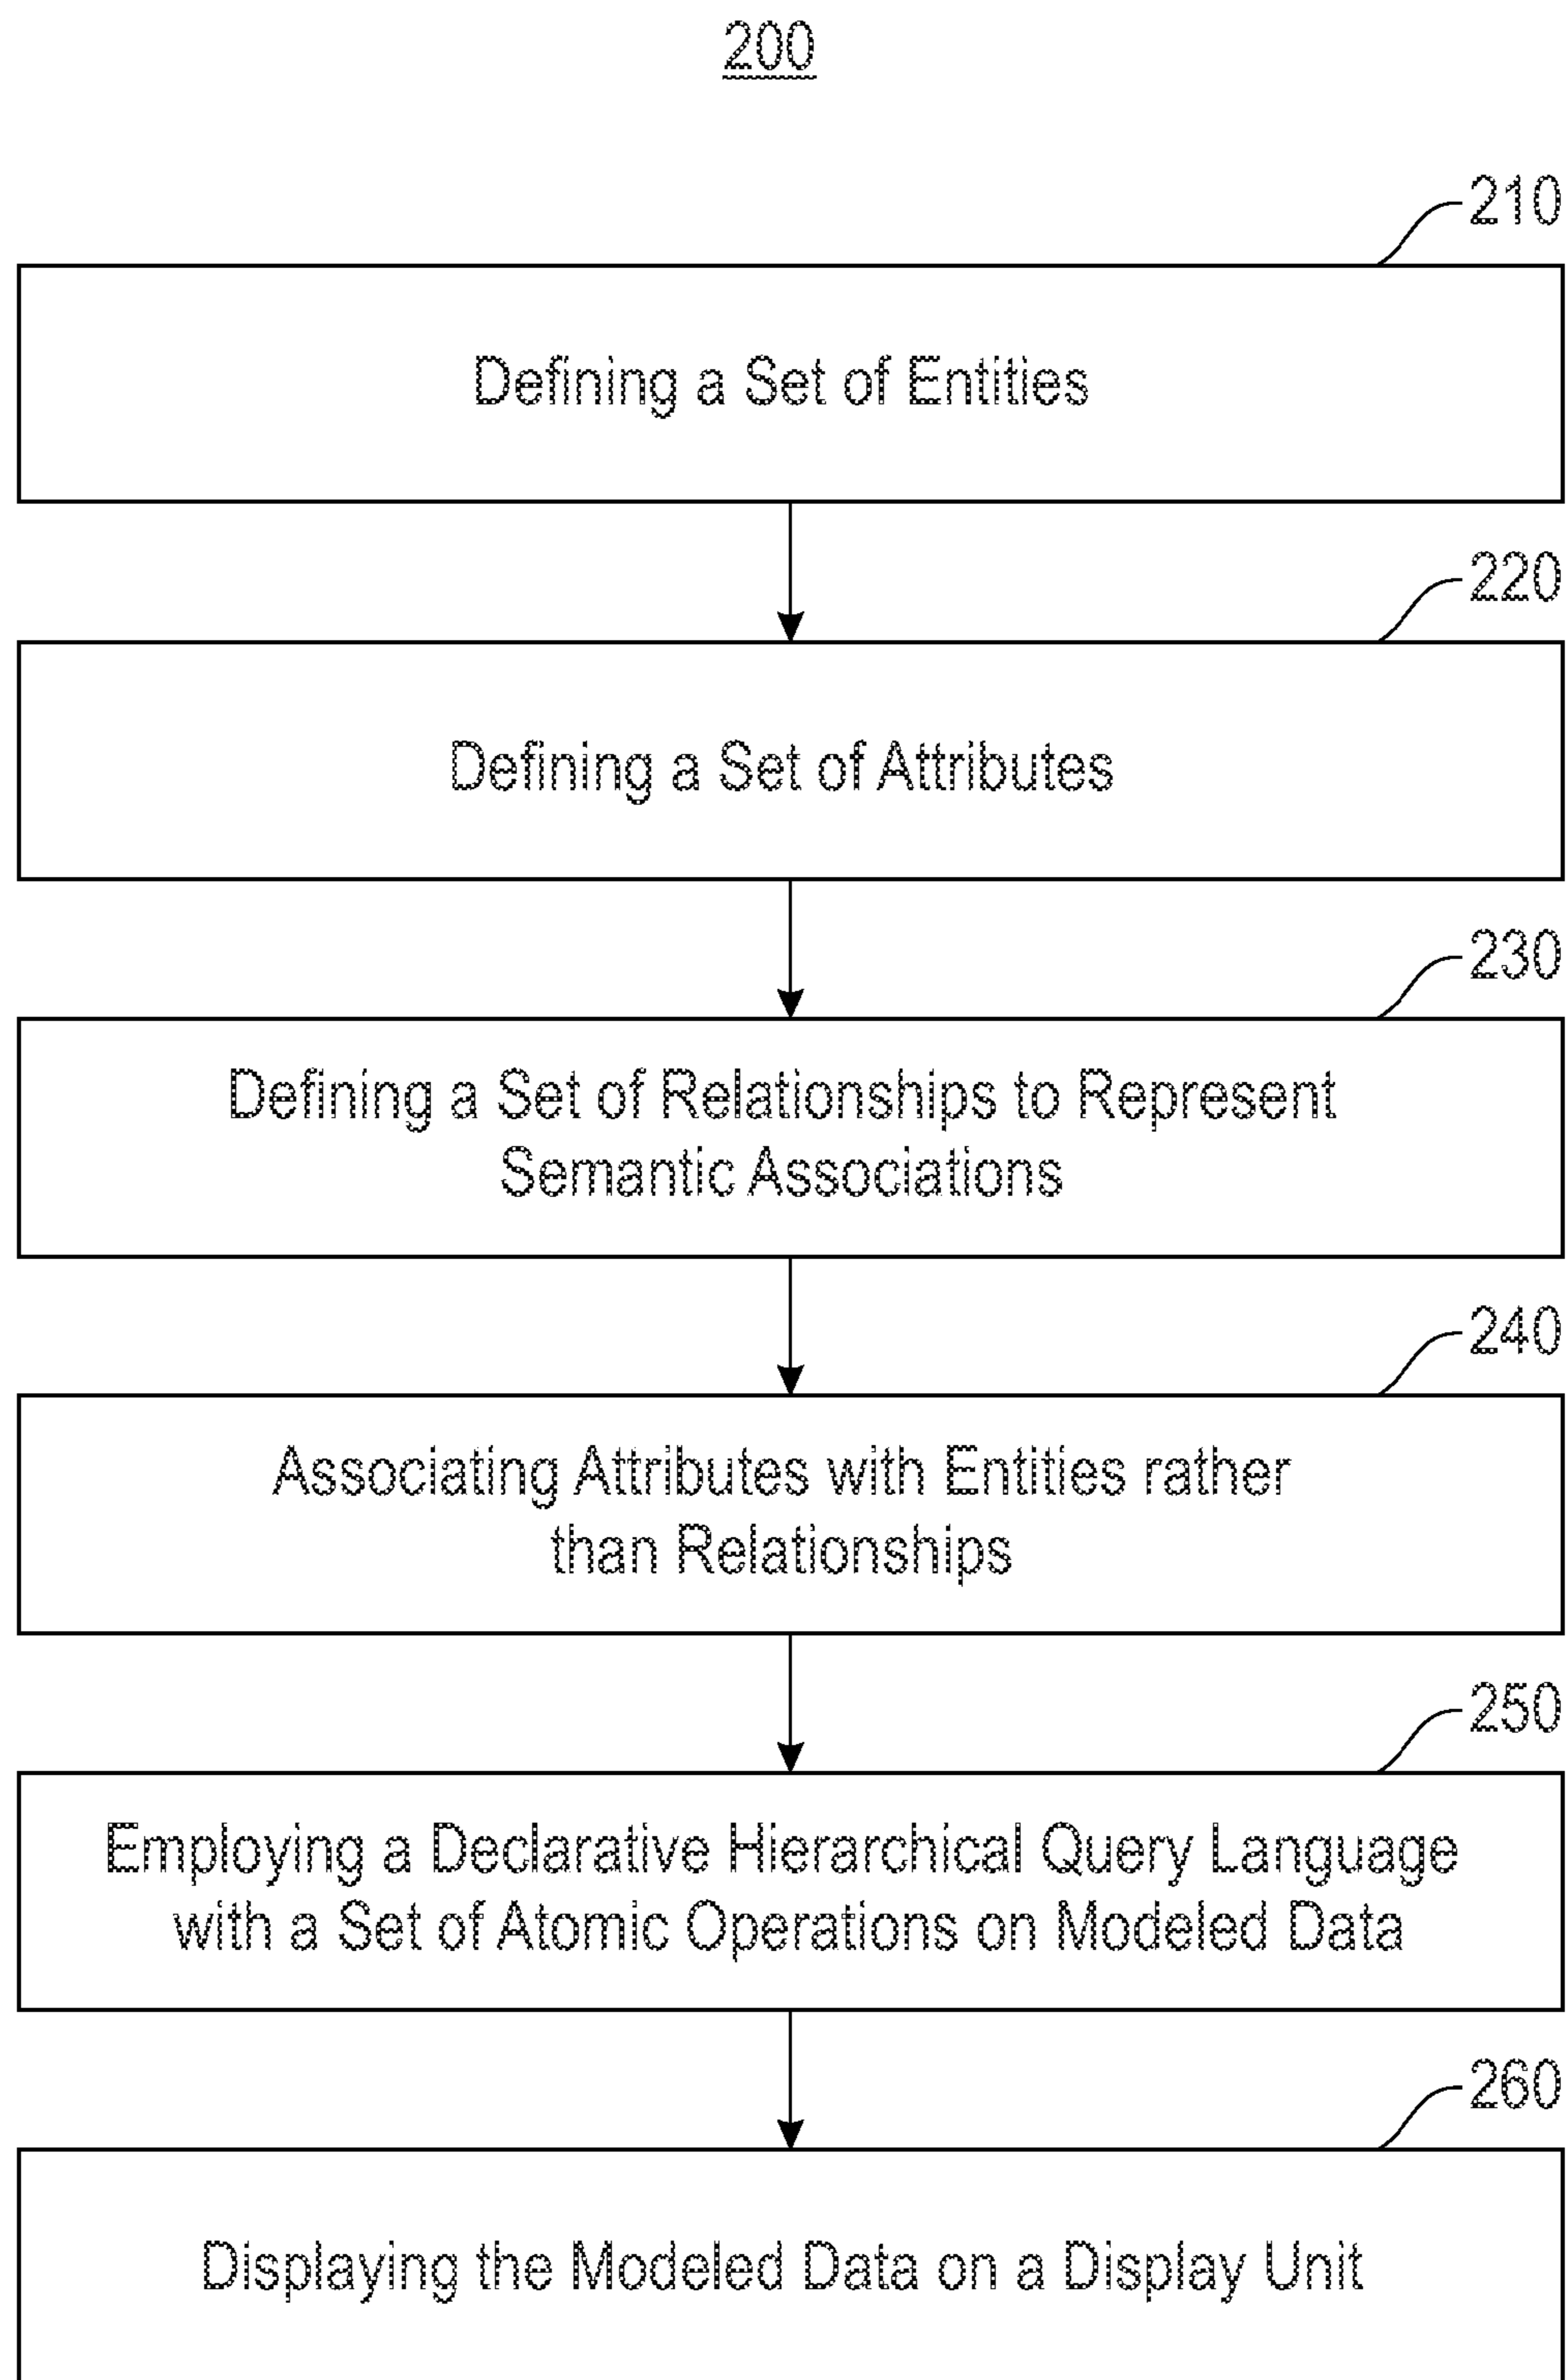 200
210
Defining a Set of Entities
220
Defining a Set of Attributes
230
Defining a Set of Relationships to Represent
Semantic Associations
240
Associating Attributes with Entities rather
than Relationships
250
Employing a Declarative Hierarchical Query Language
with a Set of Atomic Operations on Modeled Data
260
Displaying the Modeled Data on a Display Unit